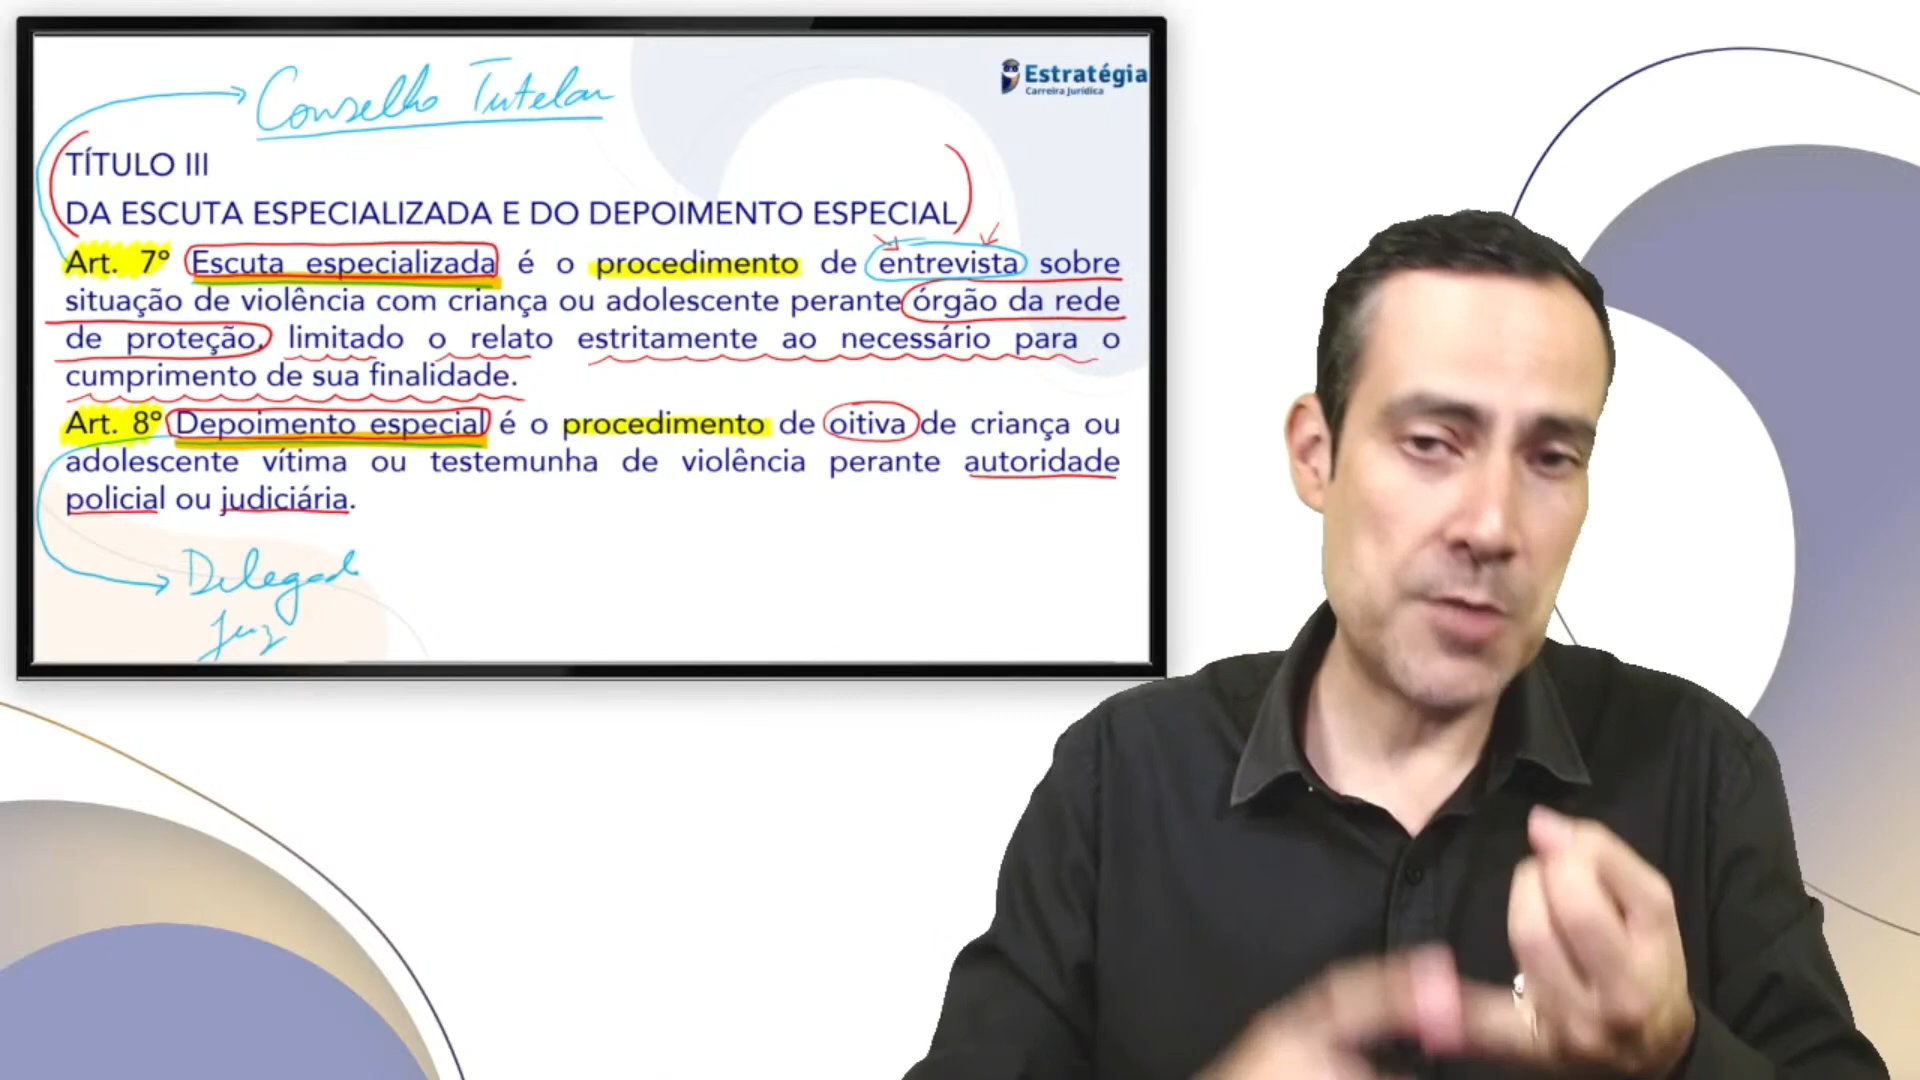 Conselho Tutelar
Estratégia
Carreira Jurídica
TÍTULO III
DA ESCUTA ESPECIALIZADA E DO DEPOIMENTO ESPECIAL
Art. 7º Escuta especializada é o procedimento de entrevista sobre
situação de violência com criança ou adolescente perante órgão da rede
de proteção, limitado o relato estritamente ao necessário para o
cumprimento de sua finalidade.
Art. 8º Depoimento especial é o procedimento de oitiva de criança ou
adolescente vítima ou testemunha de violência perante autoridade
policial ou judiciária.
Delegad
Juiz